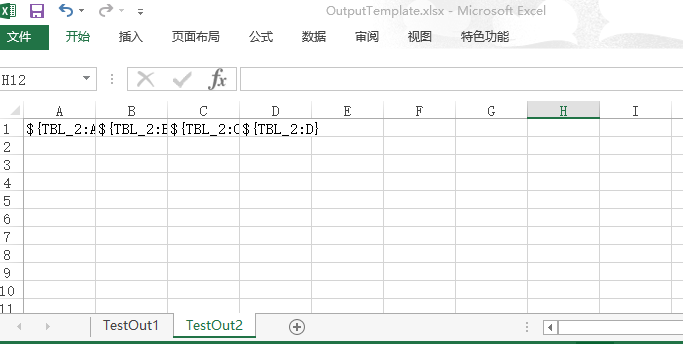 OutputTemplate.xlsx - Microsoft Excel
文件 开始 插入 页面布局 公式 数据 审阅 视图 特色功能
H12 fx
A B C D E F G H I
1 ${TBL_2:A ${TBL_2:B ${TBL_2:C ${TBL_2:D}
2
3
4
5
6
7
8
9
10
11
TestOut1 TestOut2